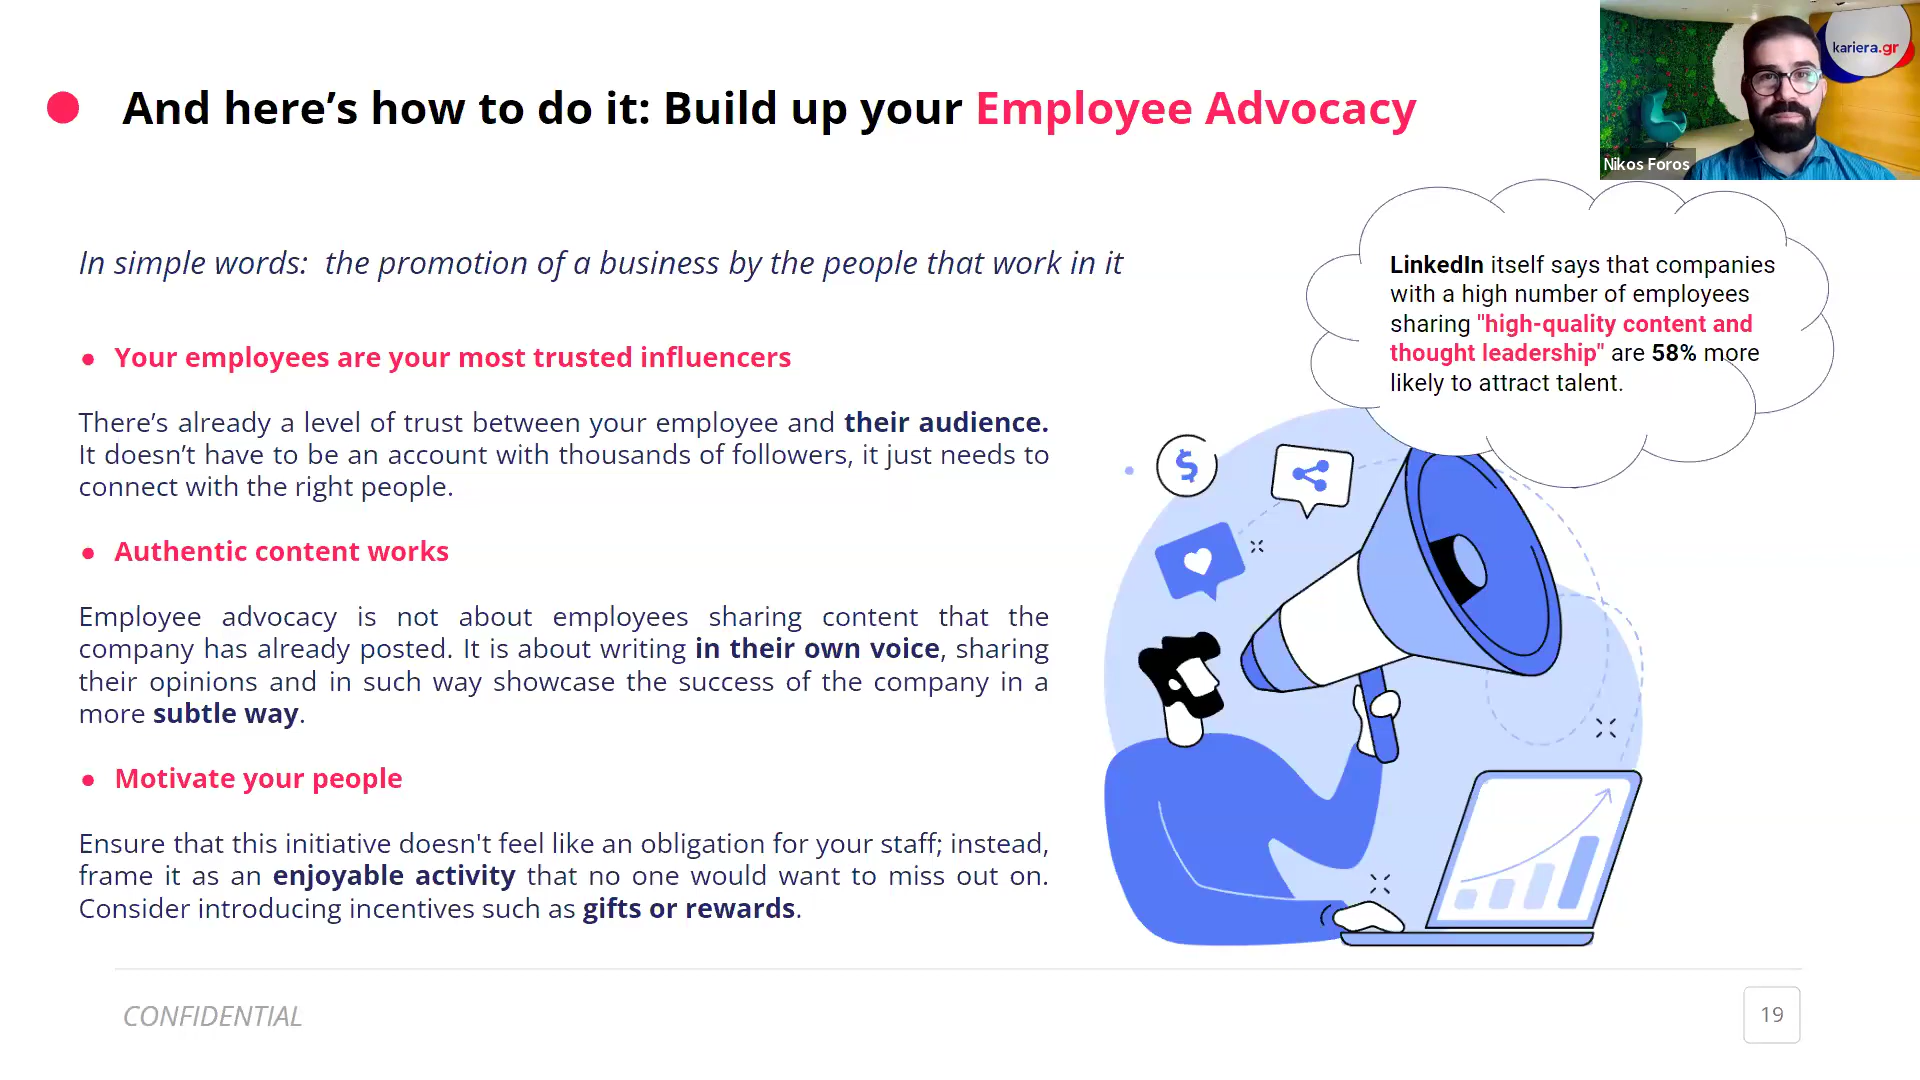 And here’s how to do it: Build up your Employee Advocacy
kariera.gr
Nikos Foros
In simple words:  the promotion of a business by the people that work in it
LinkedIn itself says that companies
with a high number of employees
sharing "high-quality content and
thought leadership" are 58% more
likely to attract talent.
● Your employees are your most trusted influencers
There’s already a level of trust between your employee and their audience.
It doesn’t have to be an account with thousands of followers, it just needs to
connect with the right people.
● Authentic content works
Employee advocacy is not about employees sharing content that the
company has already posted. It is about writing in their own voice, sharing
their opinions and in such way showcase the success of the company in a
more subtle way.
● Motivate your people
Ensure that this initiative doesn't feel like an obligation for your staff; instead,
frame it as an enjoyable activity that no one would want to miss out on.
Consider introducing incentives such as gifts or rewards.
$
CONFIDENTIAL
19